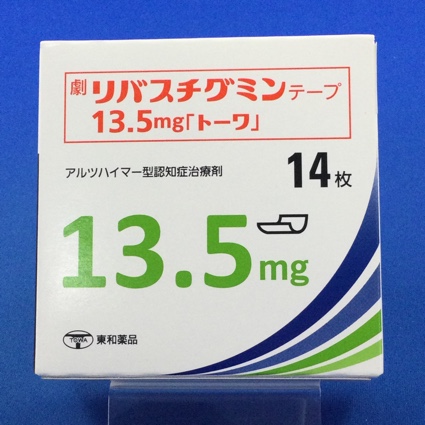 劇 リバスチグミンテープ
13.5mg「トーワ」
アルツハイマー型認知症治療剤
14枚
13.5mg
TOWA 東和薬品